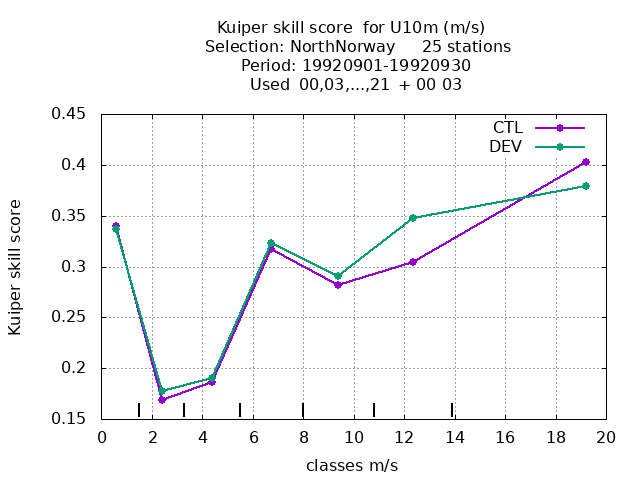 Kuiper skill score  for U10m (m/s)
Selection: NorthNorway     25 stations
Period: 19920901-19920930
Used  00,03,...,21  + 00 03
CTL
DEV
Kuiper skill score
0.45
0.4
0.35
0.3
0.25
0.2
0.15
0 2 4 6 8 10 12 14 16 18 20
classes m/s